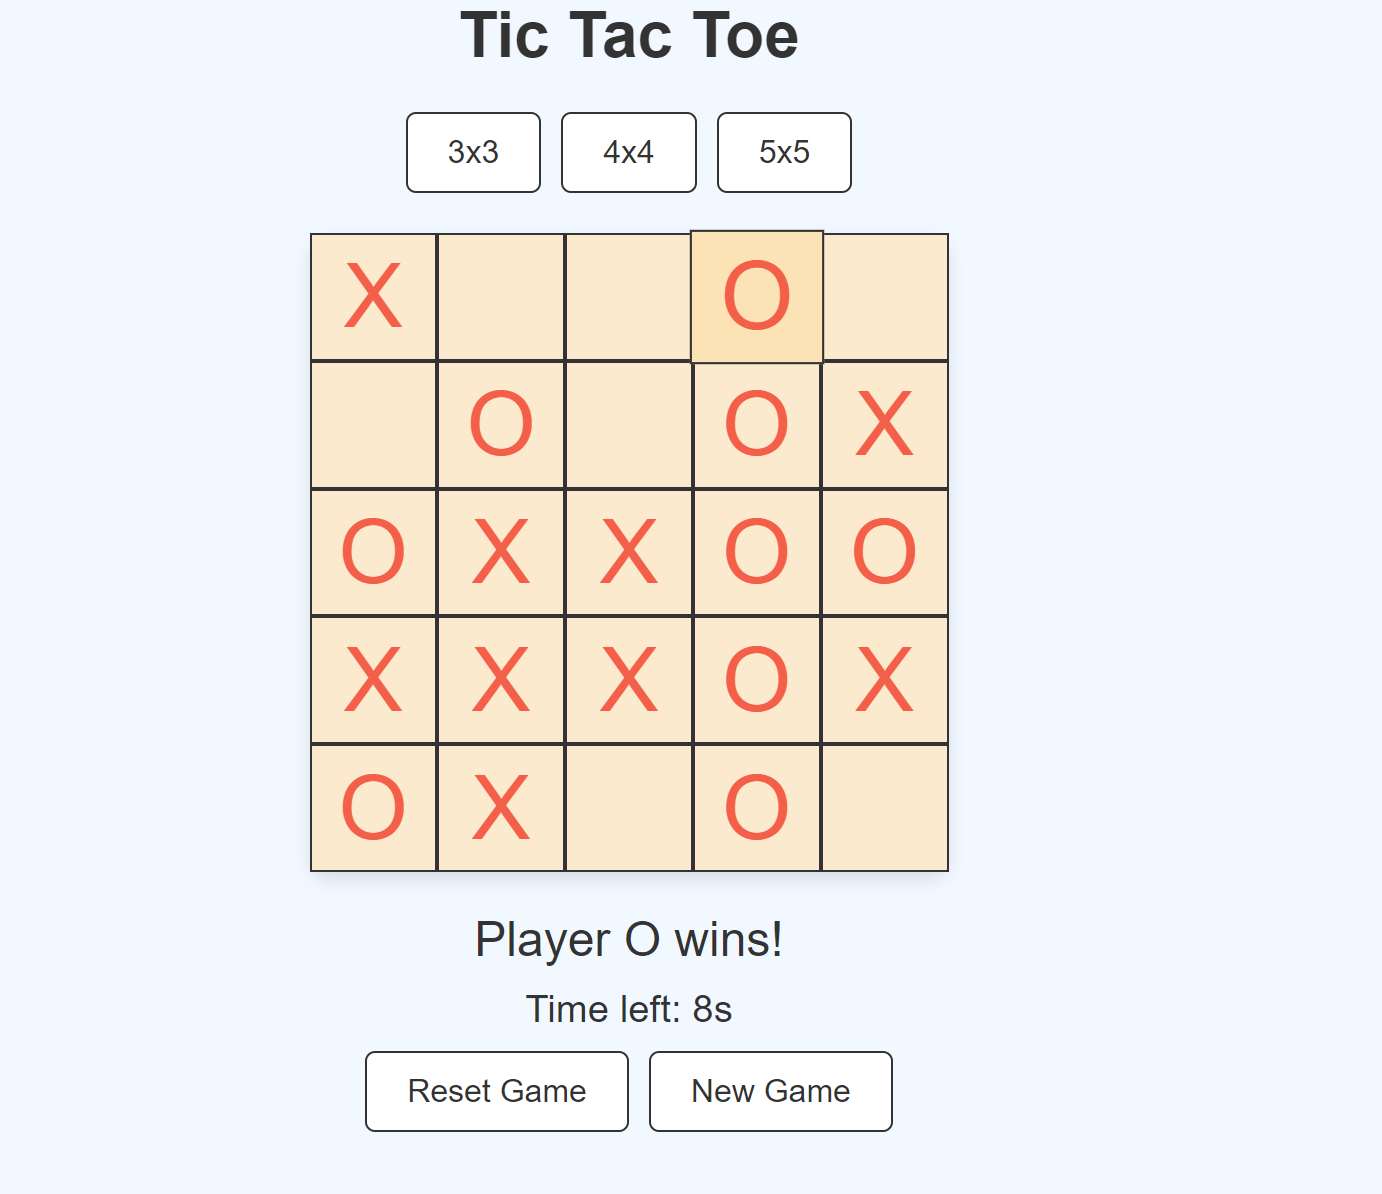 Tic Tac Toe
3x3 4x4 5x5
X O
O O X
O X X O O
X X X O X
O X O
Player O wins!
Time left: 8s
Reset Game New Game